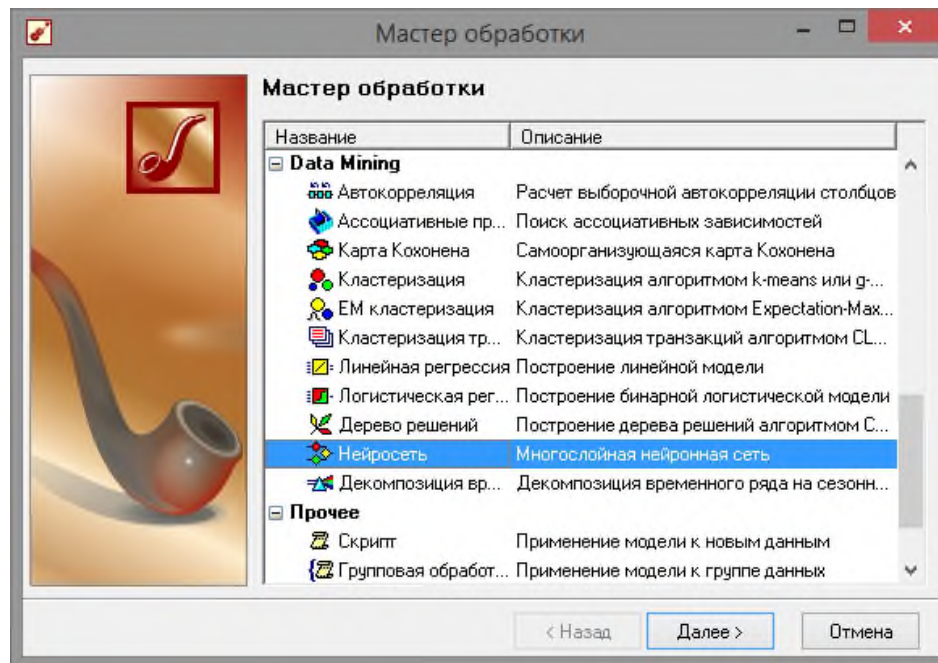 Мастер обработки
Мастер обработки
Название Описание
Data Mining
Автокорреляция Расчет выборочной автокорреляции столбцов
Ассоциативные пр... Поиск ассоциативных зависимостей
Карта Кохонена Самоорганизующаяся карта Кохонена
Кластеризация Кластеризация алгоритмом k-means или g-...
EM кластеризация Кластеризация алгоритмом Expectation-Max...
Кластеризация тр... Кластеризация транзакций алгоритмом CL...
Линейная регрессия Построение линейной модели
Логистическая рег... Построение бинарной логистической модели
Дерево решений Построение дерева решений алгоритмом C...
Нейросеть Многослойная нейронная сеть
Декомпозиция вр... Декомпозиция временного ряда на сезонн...
Прочее
Скрипт Применение модели к новым данным
Групповая обработ... Применение модели к группе данных
< Назад Далее > Отмена